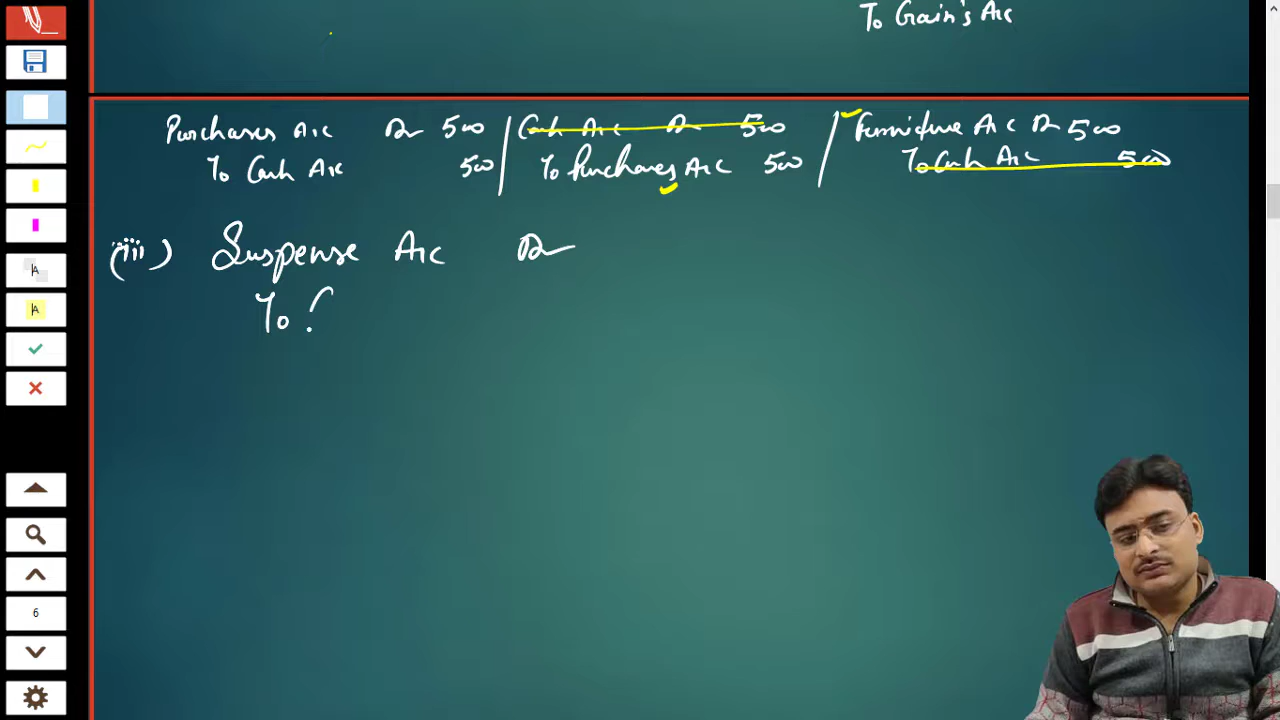 To Gain's A/c
Purchases A/c Dr 500
To Cash A/c 500
Cash A/c Dr 500
To Purchases A/c 500
Furniture A/c Dr 500
To Cash A/c 500
(iii) Suspense A/c Dr
To
A
A
6